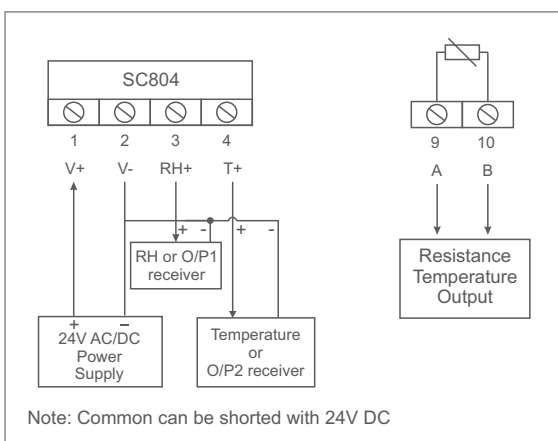 SC804
1 2 3 4
V+ V- RH+ T+
+ - + -
RH or O/P1
receiver
+ –
24V AC/DC
Power
Supply
Temperature
or
O/P2 receiver
9 10
A B
Resistance
Temperature
Output
Note: Common can be shorted with 24V DC